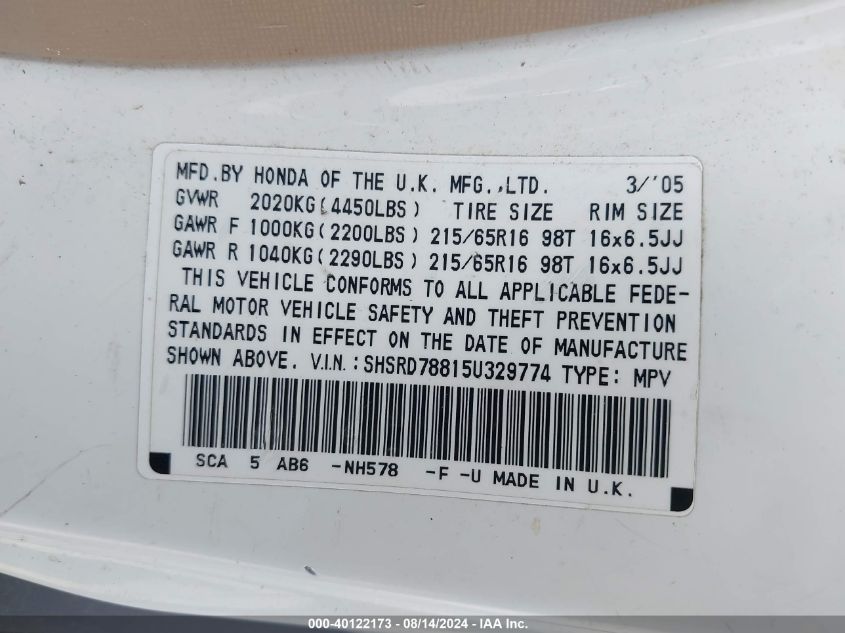 MFD.BY HONDA OF THE U.K. MFG.,LTD. 3/'05
GVWR 2020KG(4450LBS) TIRE SIZE RIM SIZE
GAWR F 1000KG(2200LBS) 215/65R16 98T 16x6.5JJ
GAWR R 1040KG(2290LBS) 215/65R16 98T 16x6.5JJ
THIS VEHICLE CONFORMS TO ALL APPLICABLE FEDE-
RAL MOTOR VEHICLE SAFETY AND THEFT PREVENTION
STANDARDS IN EFFECT ON THE DATE OF MANUFACTURE
SHOWN ABOVE. V.I.N.:SHSRD78815U329774 TYPE: MPV
SCA 5 AB6 -NH578 -F -U MADE IN U.K.
000-40122173 - 08/14/2024 - IAA Inc.